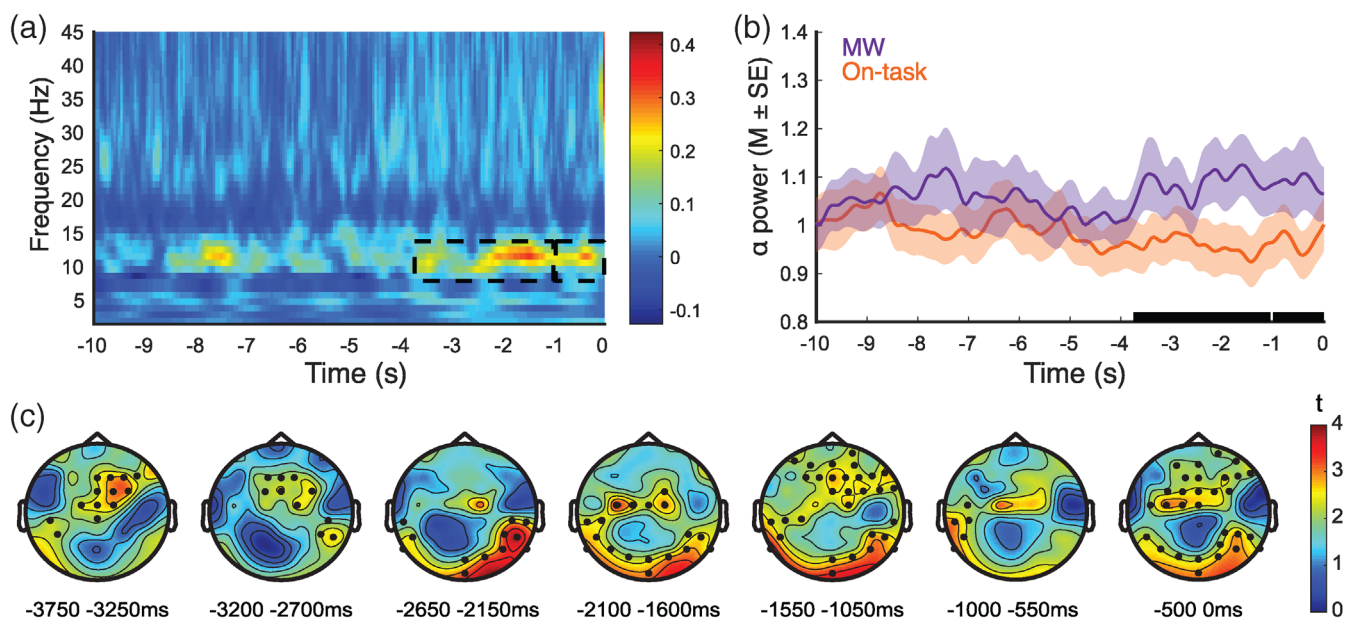 (a)
Frequency (Hz)
45
40
35
30
25
20
15
10
5
-10 -9 -8 -7 -6 -5 -4 -3 -2 -1 0
Time (s)
0.4
0.3
0.2
0.1
0
-0.1
(b)
MW
On-task
α power (M ± SE)
1.4
1.3
1.2
1.1
1
0.9
0.8
-10 -9 -8 -7 -6 -5 -4 -3 -2 -1 0
Time (s)
(c)
-3750 -3250ms
-3200 -2700ms
-2650 -2150ms
-2100 -1600ms
-1550 -1050ms
-1000 -550ms
-500 0ms
t
4
3
2
1
0